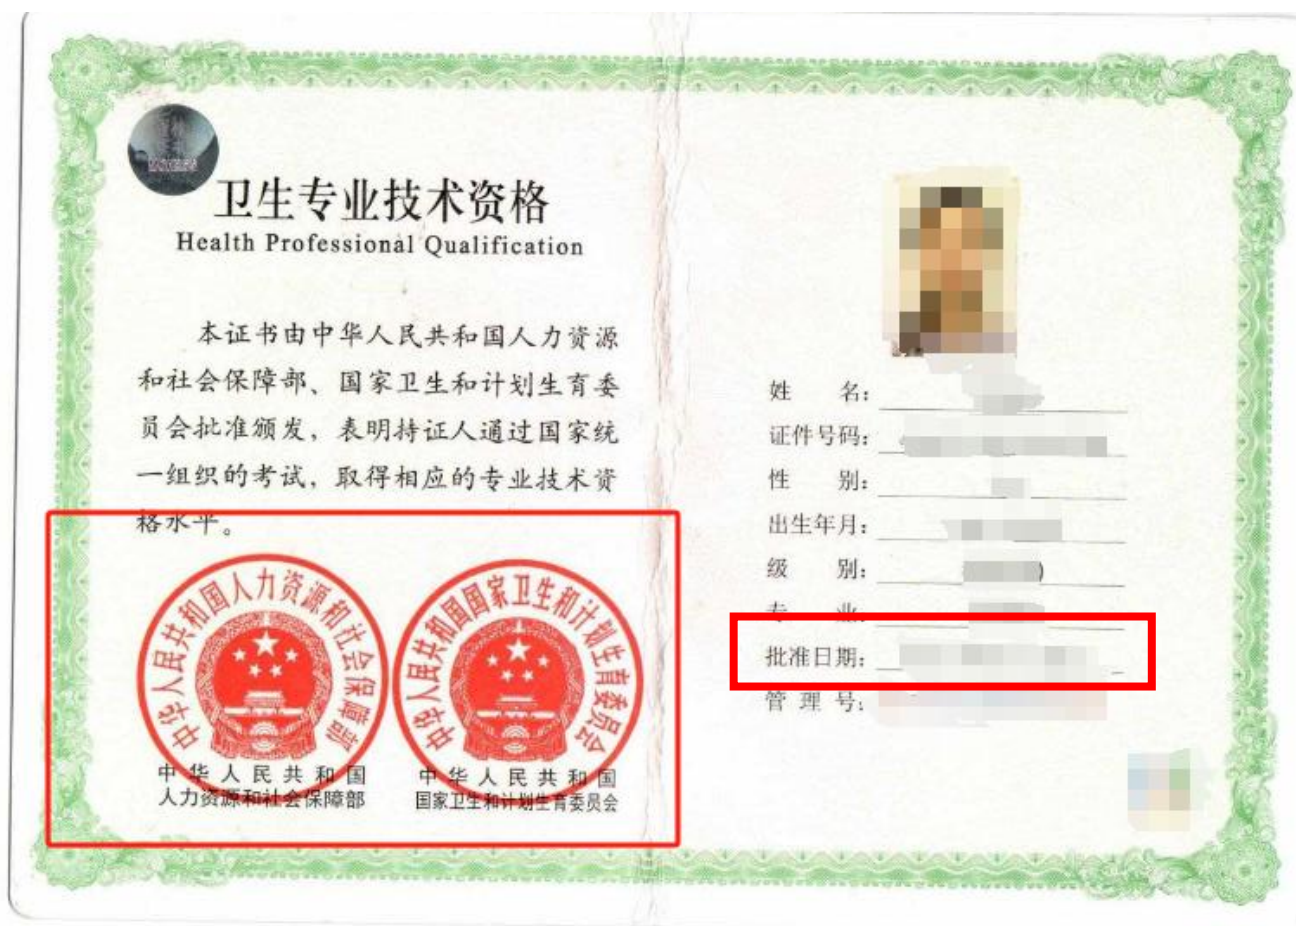 卫生专业技术资格
Health Professional Qualification
本证书由中华人民共和国人力资源
和社会保障部、国家卫生和计划生育委
员会批准颁发，表明持证人通过国家统
一组织的考试，取得相应的专业技术资
格水平。
中华人民共和国人力资源和社会保障部
中华人民共和国国家卫生和计划生育委员会
中华人民共和国
人力资源和社会保障部
中华人民共和国
国家卫生和计划生育委员会
姓 名：
证件号码：
性 别：
出生年月：
级 别：
专 业：
批准日期：
管 理 号：